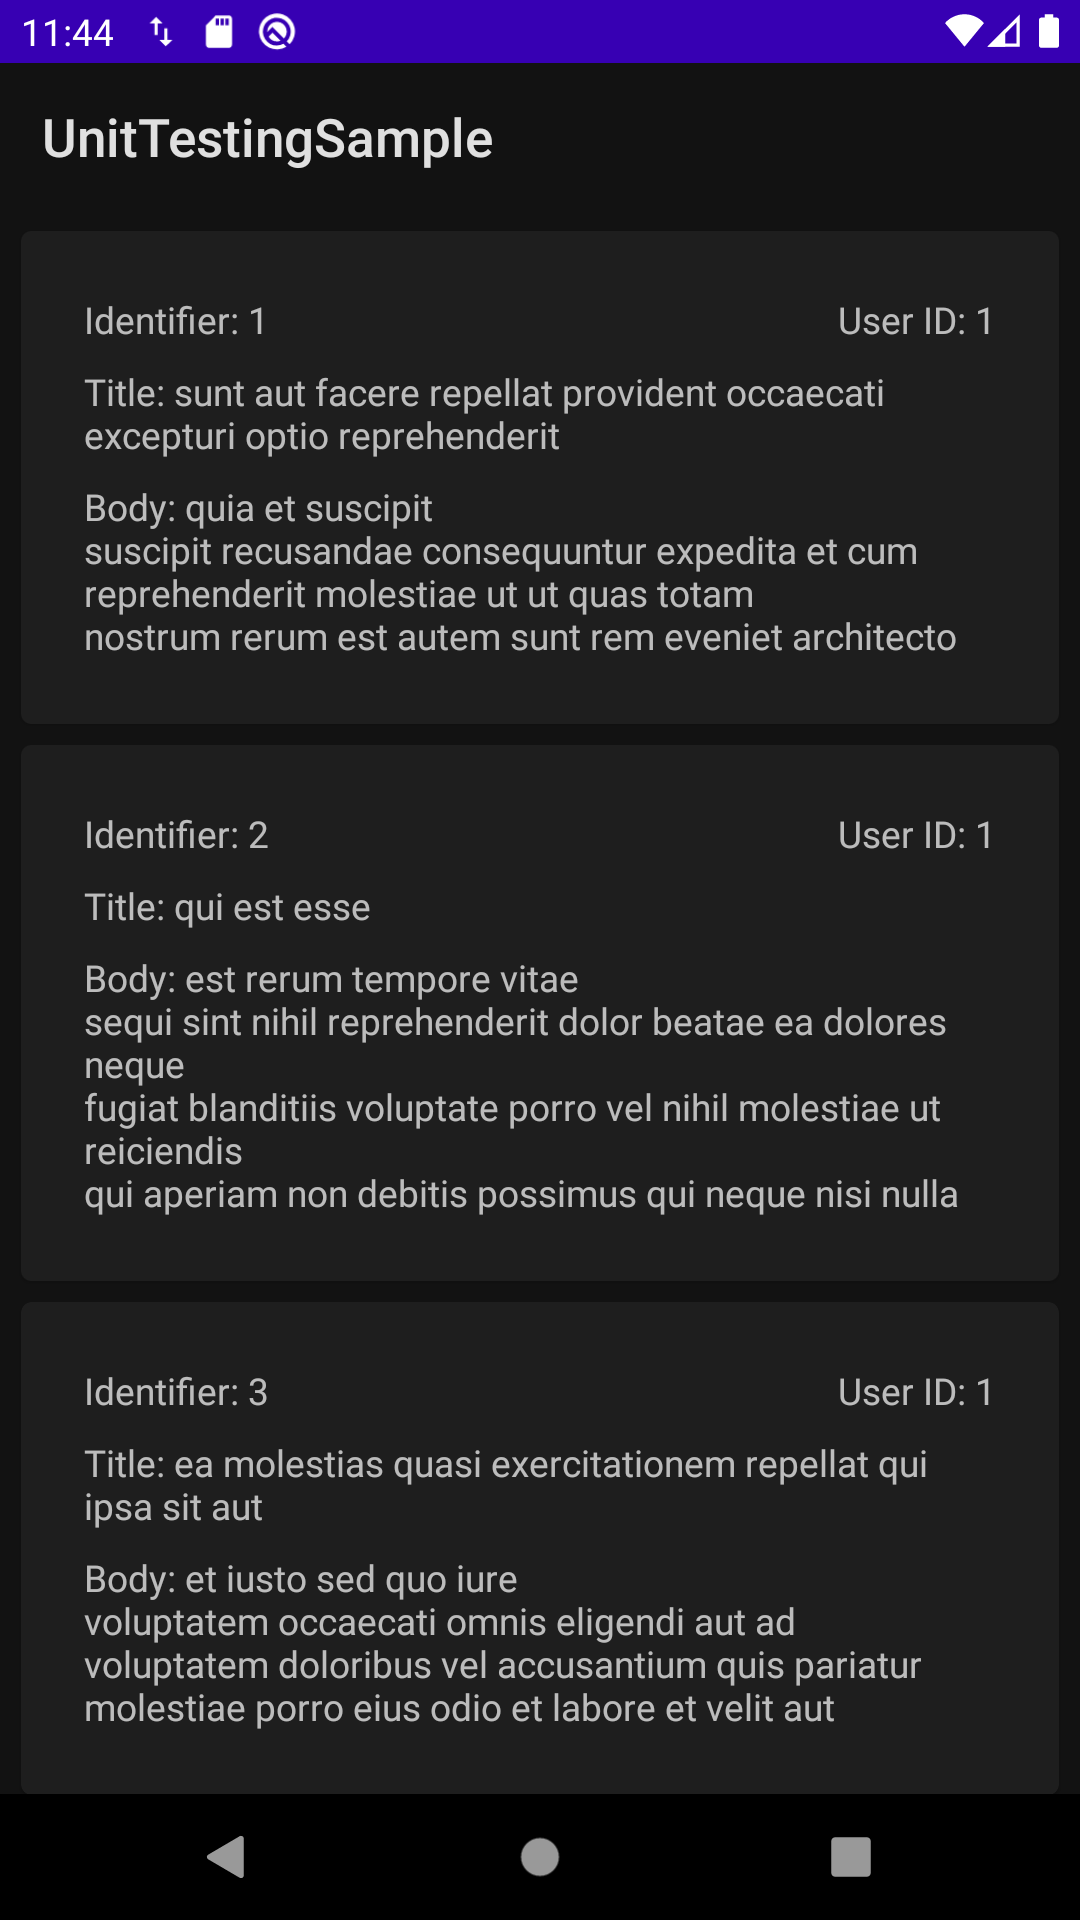 11:44
UnitTestingSample
Identifier: 1
User ID: 1
Title: sunt aut facere repellat provident occaecati
excepturi optio reprehenderit
Body: quia et suscipit
suscipit recusandae consequuntur expedita et cum
reprehenderit molestiae ut ut quas totam
nostrum rerum est autem sunt rem eveniet architecto
Identifier: 2
User ID: 1
Title: qui est esse
Body: est rerum tempore vitae
sequi sint nihil reprehenderit dolor beatae ea dolores
neque
fugiat blanditiis voluptate porro vel nihil molestiae ut
reiciendis
qui aperiam non debitis possimus qui neque nisi nulla
Identifier: 3
User ID: 1
Title: ea molestias quasi exercitationem repellat qui
ipsa sit aut
Body: et iusto sed quo iure
voluptatem occaecati omnis eligendi aut ad
voluptatem doloribus vel accusantium quis pariatur
molestiae porro eius odio et labore et velit aut